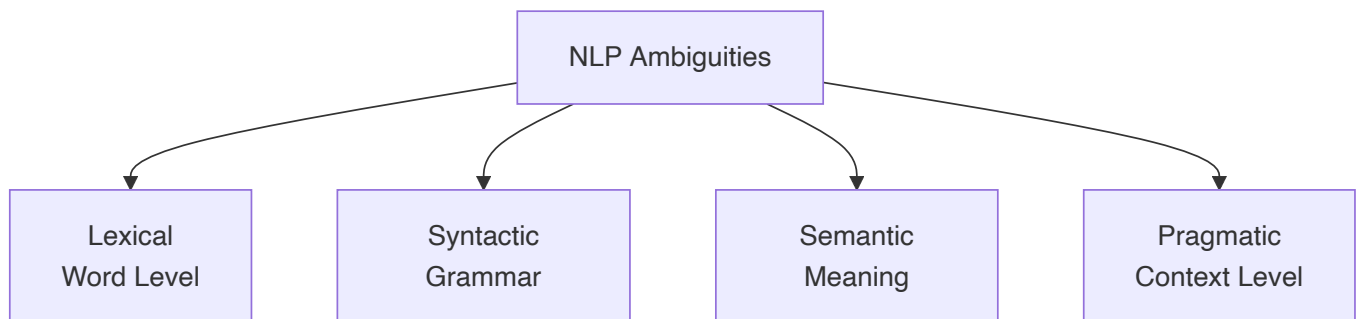 NLP Ambiguities
Lexical
Word Level
Syntactic
Grammar
Semantic
Meaning
Pragmatic
Context Level